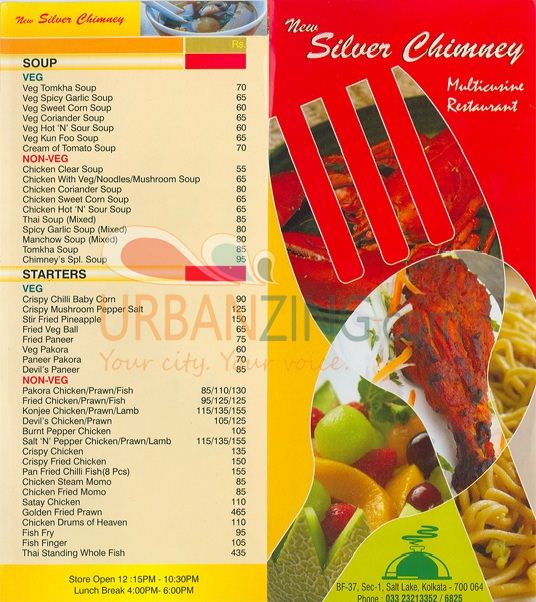 New Silver Chimney
Rs.
SOUP
VEG
Veg Tomkha Soup 70
Veg Spicy Garlic Soup 65
Veg Sweet Corn Soup 60
Veg Coriander Soup 65
Veg Hot 'N' Sour Soup 60
Veg Kun Foo Soup 65
Cream of Tomato Soup 70
NON-VEG
Chicken Clear Soup 55
Chicken With Veg/Noodles/Mushroom Soup 65
Chicken Coriander Soup 80
Chicken Sweet Corn Soup 65
Chicken Hot 'N' Sour Soup 65
Thai Soup (Mixed) 85
Spicy Garlic Soup (Mixed) 80
Manchow Soup (Mixed) 80
Tomkha Soup 85
Chimney's Spl. Soup 95
STARTERS
VEG
Crispy Chilli Baby Corn 90
Crispy Mushroom Pepper Salt 125
Stir Fried Pineapple 150
Fried Veg Ball
Fried Paneer 75
Veg Pakora 60
Paneer Pakora
Devil's Paneer 85
NON-VEG
Pakora Chicken/Prawn/Fish 85/110/130
Fried Chicken/Prawn/Fish 95/125/125
Konjee Chicken/Prawn/Lamb 115/135/155
Devil's Chicken/Prawn 105/125
Burnt Pepper Chicken 105
Salt 'N' Pepper Chicken/Prawn/Lamb 115/135/155
Crispy Chicken 135
Crispy Fried Chicken 150
Pan Fried Chilli Fish(8 Pcs) 155
Chicken Steam Momo 85
Chicken Fried Momo 85
Satay Chicken 110
Golden Fried Prawn 465
Chicken Drums of Heaven 110
Fish Fry 95
Fish Finger 105
Thai Standing Whole Fish 435
Store Open 12 :15PM - 10:30PM
Lunch Break 4:00PM- 6:00PM
URBANZING.com
Your city. Your voice.
New
Silver Chimney
Multicusine
Restaurant
BF-37, Sec-1, Salt Lake, Kolkata - 700 064
Phone : 033 23213352 / 6825